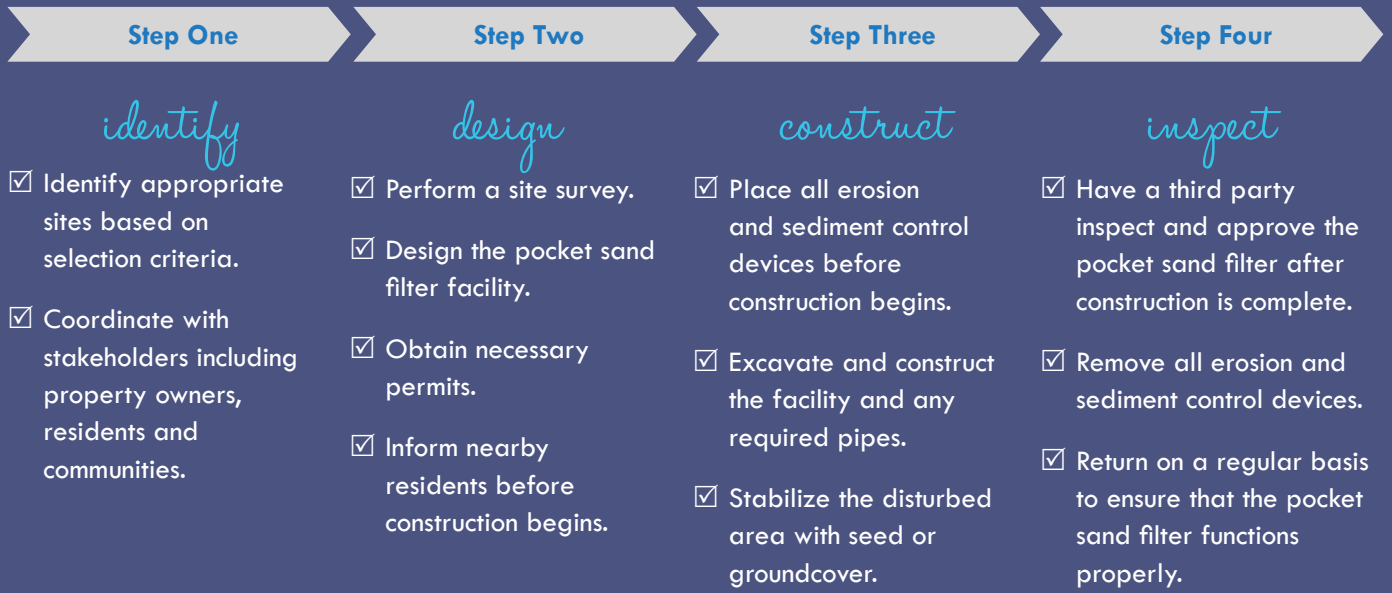 Step One
identify
☑ Identify appropriate
sites based on
selection criteria.
☑ Coordinate with
stakeholders including
property owners,
residents and
communities.
Step Two
design
☑ Perform a site survey.
☑ Design the pocket sand
filter facility.
☑ Obtain necessary
permits.
☑ Inform nearby
residents before
construction begins.
Step Three
construct
☑ Place all erosion
and sediment control
devices before
construction begins.
☑ Excavate and construct
the facility and any
required pipes.
☑ Stabilize the disturbed
area with seed or
groundcover.
Step Four
inspect
☑ Have a third party
inspect and approve the
pocket sand filter after
construction is complete.
☑ Remove all erosion and
sediment control devices.
☑ Return on a regular basis
to ensure that the pocket
sand filter functions
properly.